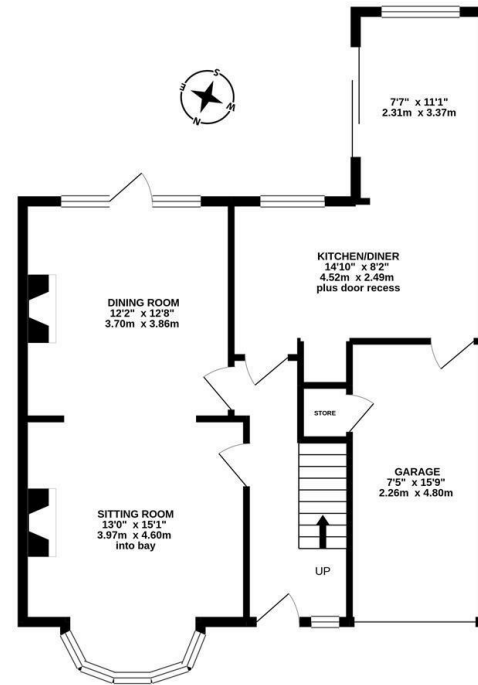 S
E
W
N
7'7" x 11'1"
2.31m x 3.37m
KITCHEN/DINER
14'10" x 8'2"
4.52m x 2.49m
plus door recess
DINING ROOM
12'2" x 12'8"
3.70m x 3.86m
STORE
GARAGE
7'5" x 15'9"
2.26m x 4.80m
SITTING ROOM
13'0" x 15'1"
3.97m x 4.60m
into bay
UP